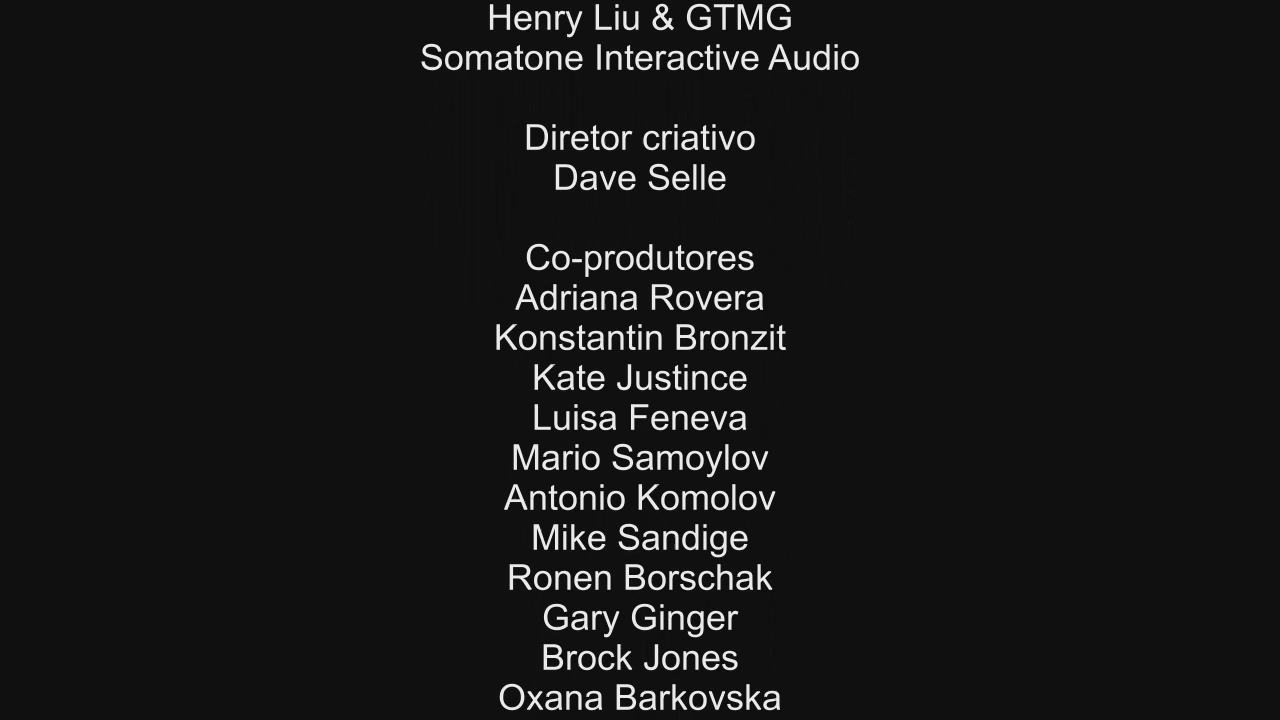 Henry Liu & GTMG
Somatone Interactive Audio
Diretor criativo
Dave Selle
Co-produtores
Adriana Rovera
Konstantin Bronzit
Kate Justince
Luisa Feneva
Mario Samoylov
Antonio Komolov
Mike Sandige
Ronen Borschak
Gary Ginger
Brock Jones
Oxana Barkovska